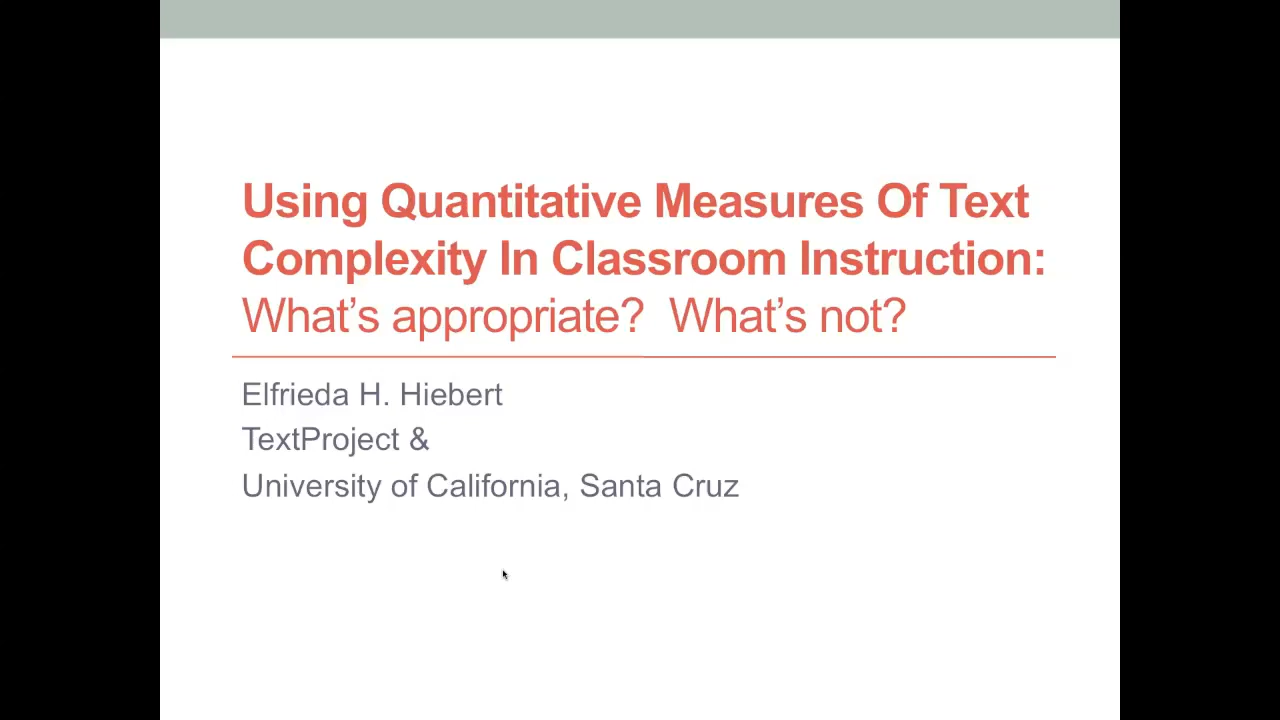 Using Quantitative Measures Of Text
Complexity In Classroom Instruction:
What’s appropriate?  What’s not?
Elfrieda H. Hiebert
TextProject &
University of California, Santa Cruz